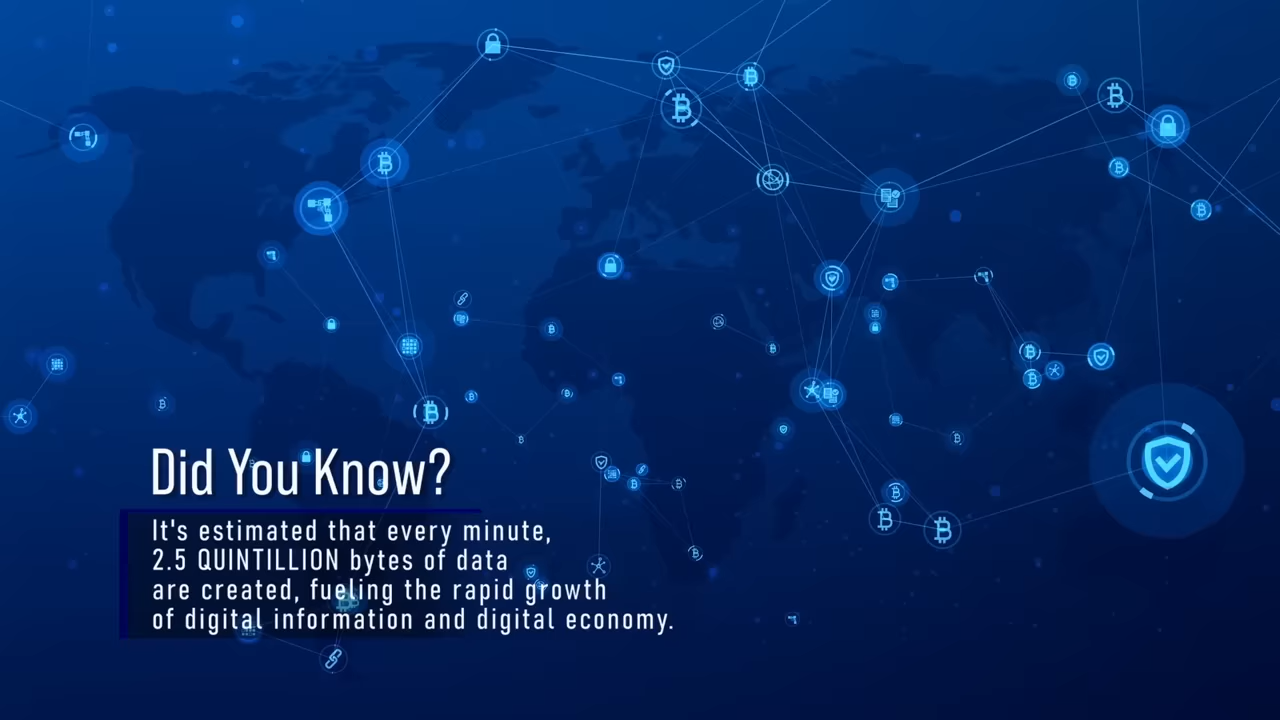 Did You Know?
It's estimated that every minute,
2.5 QUINTILLION bytes of data
are created, fueling the rapid growth
of digital information and digital economy.